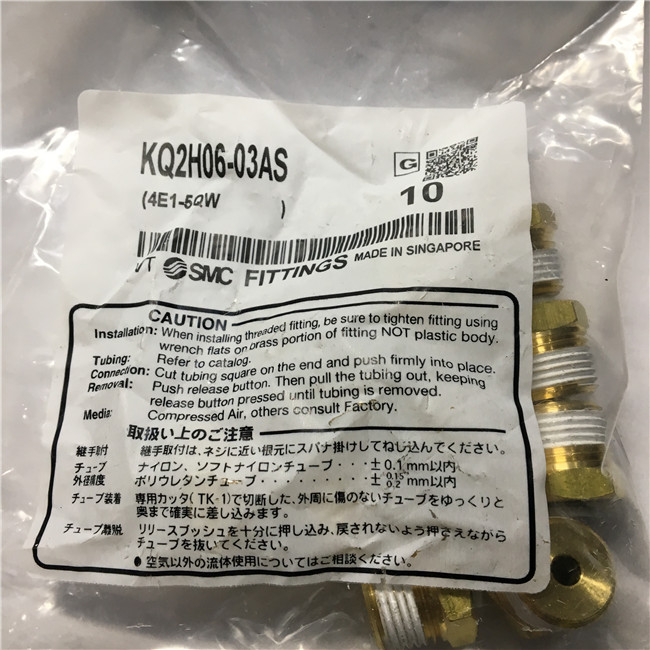 KQ2H06-03AS
G
10
(4E1-5QW )
VT SMC FITTINGS MADE IN SINGAPORE
CAUTION
Installation: When installing threaded fitting, be sure to tighten fitting using
wrench flats on brass portion of fitting NOT plastic body.
Tubing: Refer to catalog.
Connection: Cut tubing square on the end and push firmly into place.
Removal: Push release button. Then pull the tubing out, keeping
release button pressed until tubing is removed.
Media: Compressed Air, others consult Factory.
取扱い上のご注意
継手取付 継手取付は、ネジに近い根元にスパナ掛けしてねじ込んでください。
チューブ ナイロン、ソフトナイロンチューブ・・・±0.1mm以内
外径精度 ポリウレタンチューブ・・・・・・・・・±0.15 0.2mm以内
チューブ装着 専用カッタ(TK-1)で切断した、外周に傷のないチューブをゆっくりと
奥まで確実に差し込みます。
チューブ離脱 リリースブッシュを十分に押し込み、戻されないよう押さえながら
チューブを抜いてください。
●空気以外の流体使用についてはご相談ください。